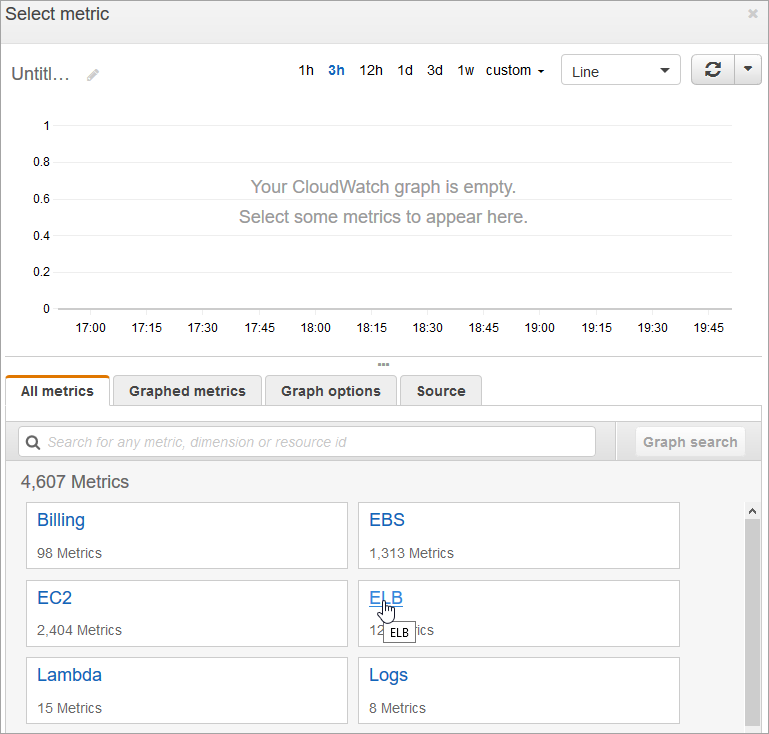 Select metric
Untitl...
1h 3h 12h 1d 3d 1w custom
Line
1
0.8
0.6
0.4
0.2
0
Your CloudWatch graph is empty.
Select some metrics to appear here.
17:00 17:15 17:30 17:45 18:00 18:15 18:30 18:45 19:00 19:15 19:30 19:45
All metrics Graphed metrics Graph options Source
Search for any metric, dimension or resource id
Graph search
4,607 Metrics
Billing
98 Metrics
EBS
1,313 Metrics
EC2
2,404 Metrics
ELB
ELB
Lambda
15 Metrics
Logs
8 Metrics